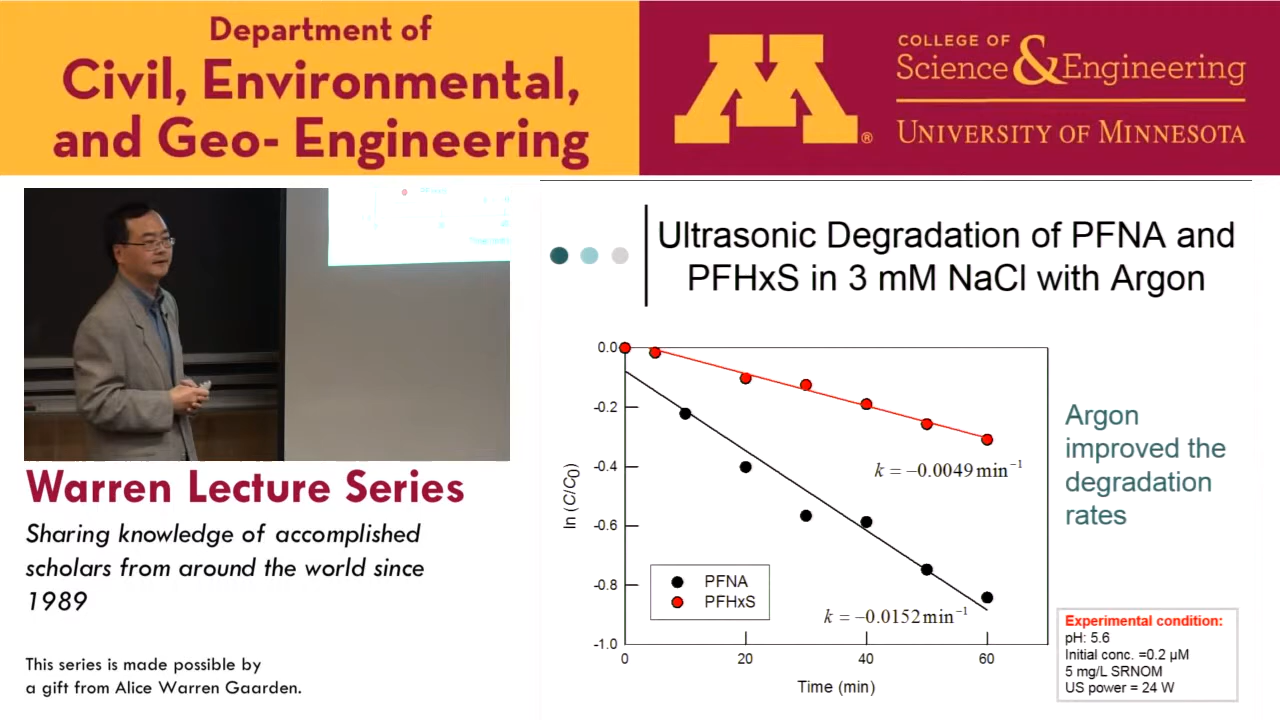 Department of
Civil, Environmental,
and Geo- Engineering
M®
COLLEGE OF
Science & Engineering
UNIVERSITY OF MINNESOTA
Warren Lecture Series
Sharing knowledge of accomplished
scholars from around the world since
1989
This series is made possible by
a gift from Alice Warren Gaarden.
Ultrasonic Degradation of PFNA and
PFHxS in 3 mM NaCl with Argon
0.0
-0.2
-0.4
-0.6
-0.8
-1.0
ln (C/C0)
k = −0.0049 min−1
k = −0.0152 min−1
PFNA
PFHxS
0 20 40 60
Time (min)
Argon
improved the
degradation
rates
Experimental condition:
pH: 5.6
Initial conc. =0.2 µM
5 mg/L SRNOM
US power = 24 W